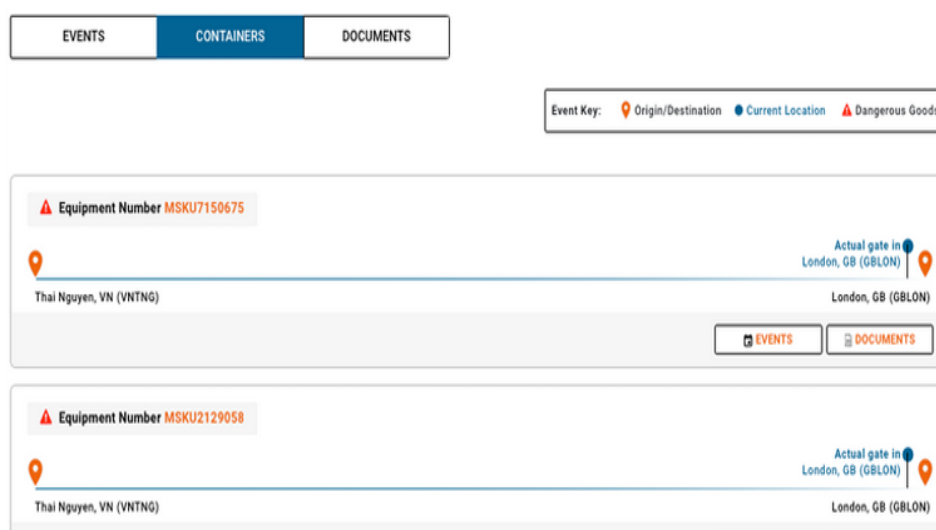 EVENTS CONTAINERS DOCUMENTS
Event Key: Origin/Destination Current Location Dangerous Goods
Equipment Number MSKU7150675
Actual gate in
London, GB (GBLON)
Thai Nguyen, VN (VNTNG) London, GB (GBLON)
EVENTS DOCUMENTS
Equipment Number MSKU2129058
Actual gate in
London, GB (GBLON)
Thai Nguyen, VN (VNTNG) London, GB (GBLON)